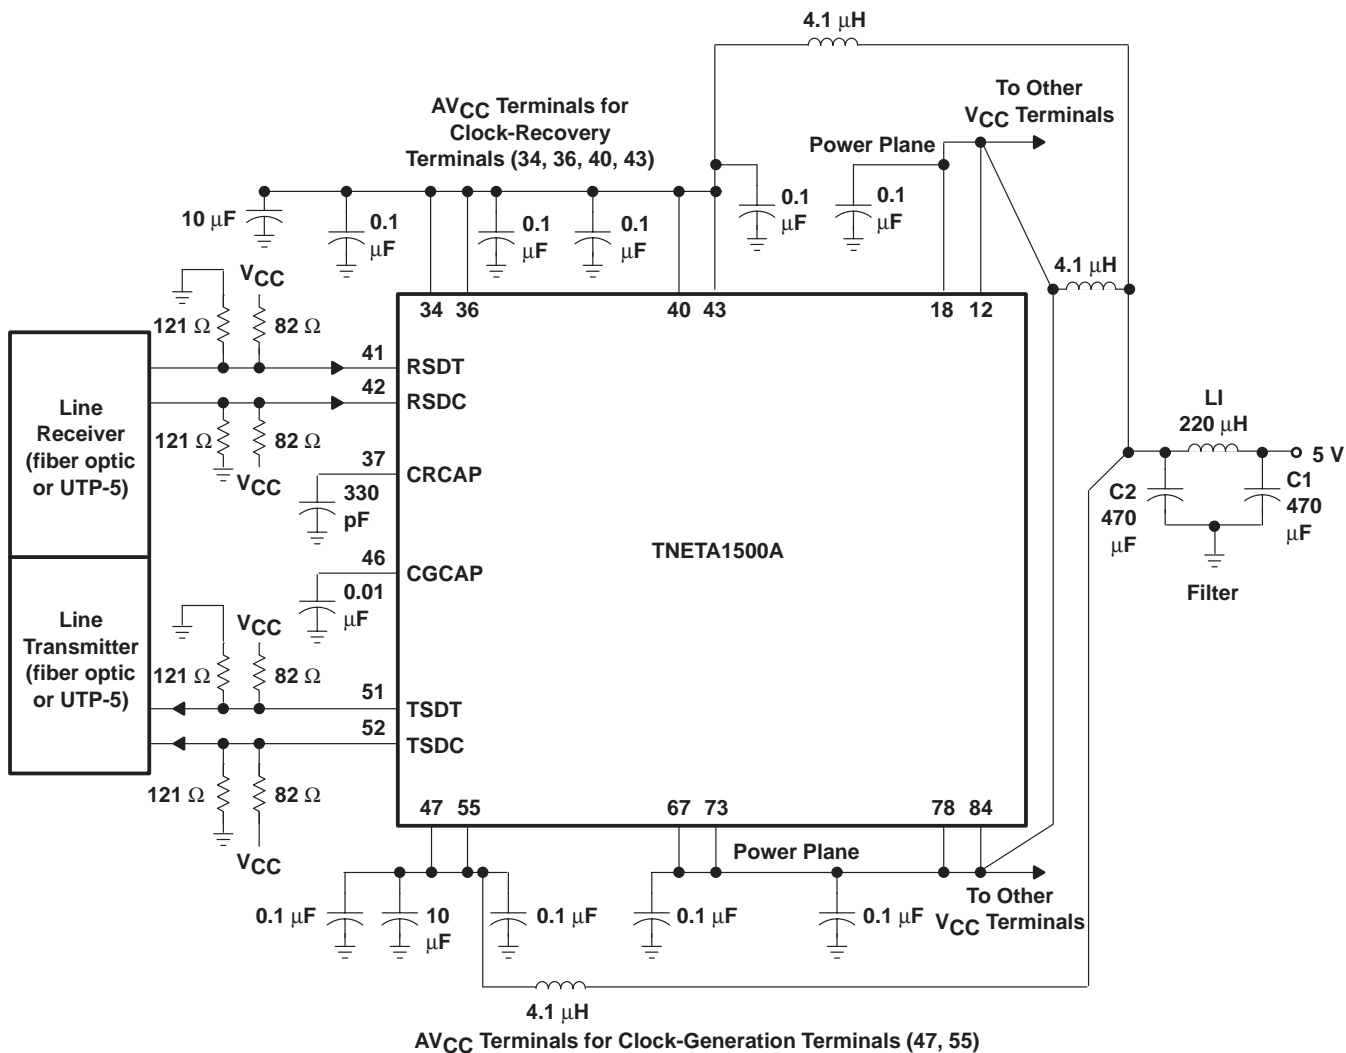 4.1 μH
To Other
VCC Terminals
AVCC Terminals for
Clock-Recovery
Terminals (34, 36, 40, 43)
Power Plane
10 μF
0.1
μF
0.1
μF
0.1
μF
0.1
μF
0.1
μF
4.1 μH
VCC
121 Ω
82 Ω
34
36
40
43
18
12
41
RSDT
42
RSDC
121 Ω
82 Ω
VCC
Line
Receiver
(fiber optic
or UTP-5)
37
CRCAP
330
pF
LI
220 μH
5 V
C2
470
μF
C1
470
μF
Filter
TNETA1500A
46
CGCAP
0.01
μF
Line
Transmitter
(fiber optic
or UTP-5)
VCC
121 Ω
82 Ω
51
TSDT
52
TSDC
121 Ω
82 Ω
VCC
47
55
67
73
78
84
Power Plane
0.1 μF
10
μF
0.1 μF
0.1 μF
0.1 μF
To Other
VCC Terminals
4.1 μH
AVCC Terminals for Clock-Generation Terminals (47, 55)